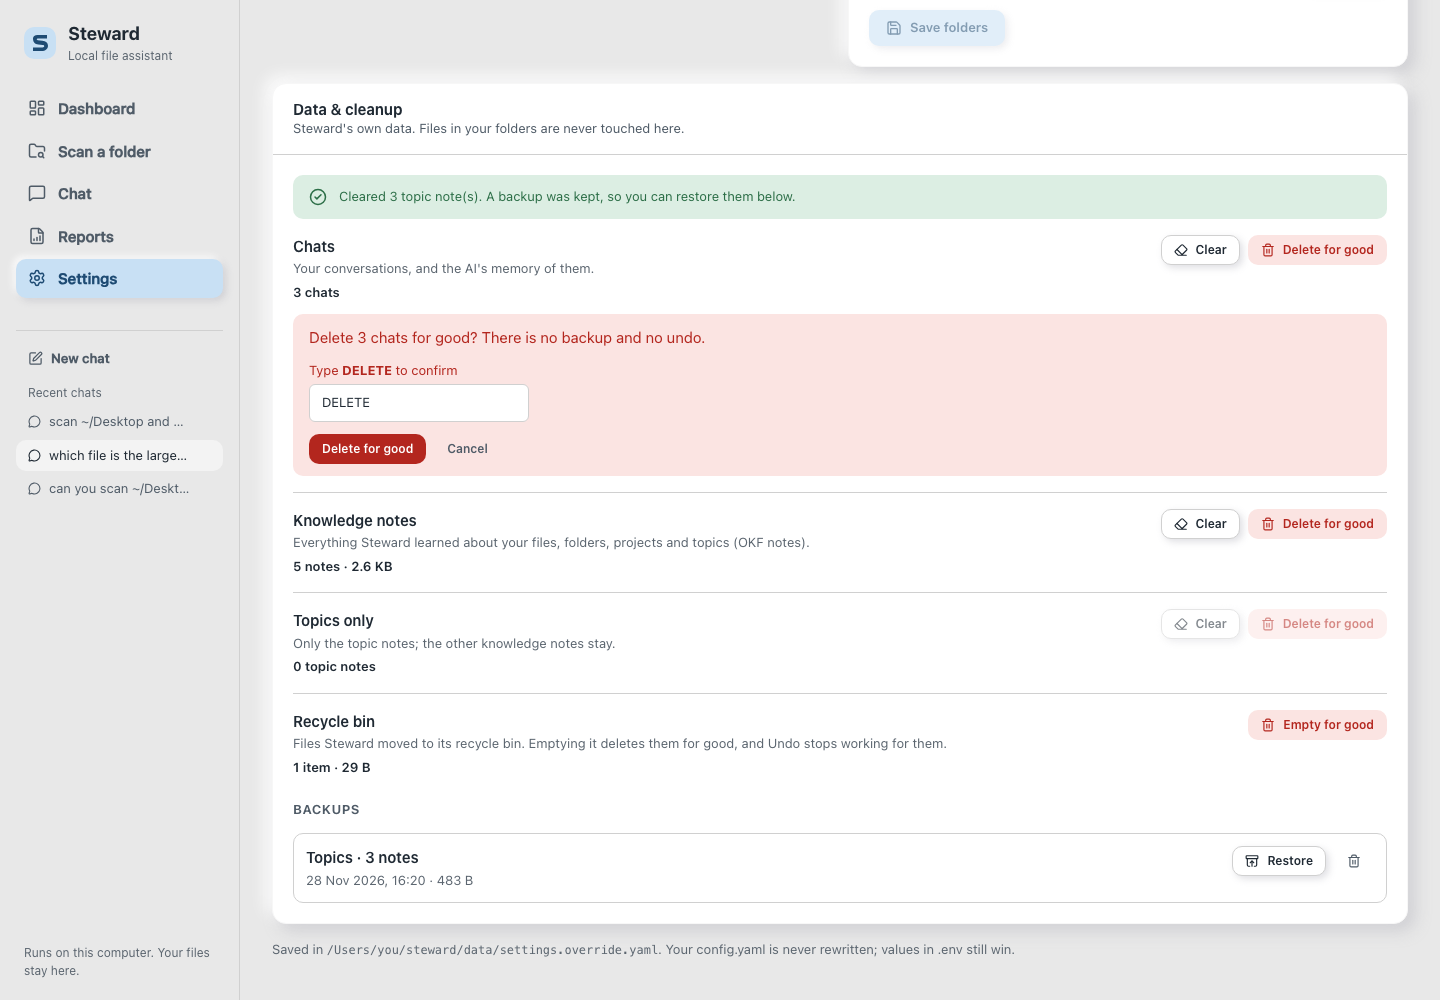 S
Steward
Local file assistant
Dashboard
Scan a folder
Chat
Reports
Settings
New chat
Recent chats
scan ~/Desktop and ...
which file is the large...
can you scan ~/Deskt...
Runs on this computer. Your files
stay here.
Save folders
Data & cleanup
Steward's own data. Files in your folders are never touched here.
Cleared 3 topic note(s). A backup was kept, so you can restore them below.
Chats
Clear
Delete for good
Your conversations, and the AI's memory of them.
3 chats
Delete 3 chats for good? There is no backup and no undo.
Type DELETE to confirm
DELETE
Delete for good
Cancel
Knowledge notes
Clear
Delete for good
Everything Steward learned about your files, folders, projects and topics (OKF notes).
5 notes · 2.6 KB
Topics only
Clear
Delete for good
Only the topic notes; the other knowledge notes stay.
0 topic notes
Recycle bin
Empty for good
Files Steward moved to its recycle bin. Emptying it deletes them for good, and Undo stops working for them.
1 item · 29 B
BACKUPS
Topics · 3 notes
Restore
28 Nov 2026, 16:20 · 483 B
Saved in /Users/you/steward/data/settings.override.yaml. Your config.yaml is never rewritten; values in .env still win.